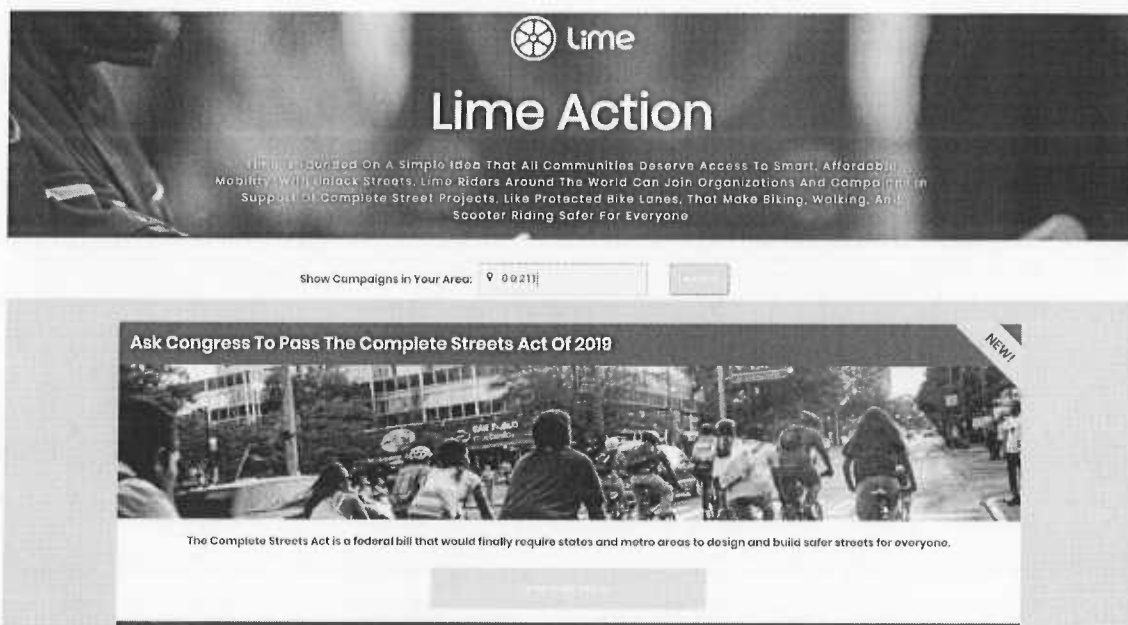 Lime
Lime Action
On A Simple Idea That All Communities Deserve Access To Smart, Affordable
Mobility. With Unlock Streets, Lime Riders Around The World Can Join Organizations And Campaigns In
Support Of Complete Street Projects, Like Protected Bike Lanes, That Make Biking, Walking, And
Scooter Riding Safer For Everyone
Show Campaigns in Your Area:
Ask Congress To Pass The Complete Streets Act Of 2019
NEW!
The Complete Streets Act is a federal bill that would finally require states and metro areas to design and build safer streets for everyone.